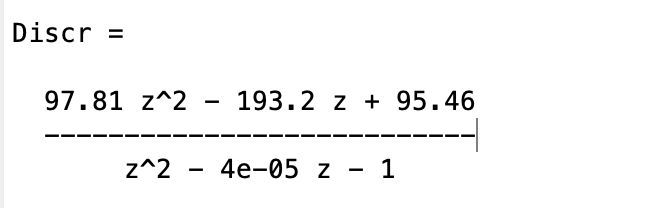 Discr =
97.81 z^2 - 193.2 z + 95.46
---------------------------
z^2 - 4e-05 z - 1